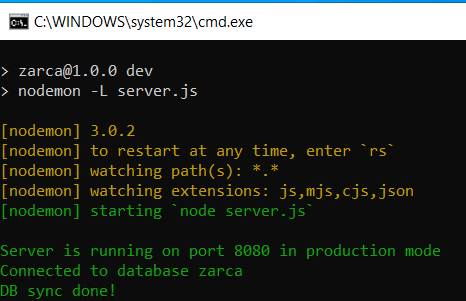 C:\WINDOWS\system32\cmd.exe
> zarca@1.0.0 dev
> nodemon -L server.js
[nodemon] 3.0.2
[nodemon] to restart at any time, enter `rs`
[nodemon] watching path(s): *.*
[nodemon] watching extensions: js,mjs,cjs,json
[nodemon] starting `node server.js`
Server is running on port 8080 in production mode
Connected to database zarca
DB sync done!